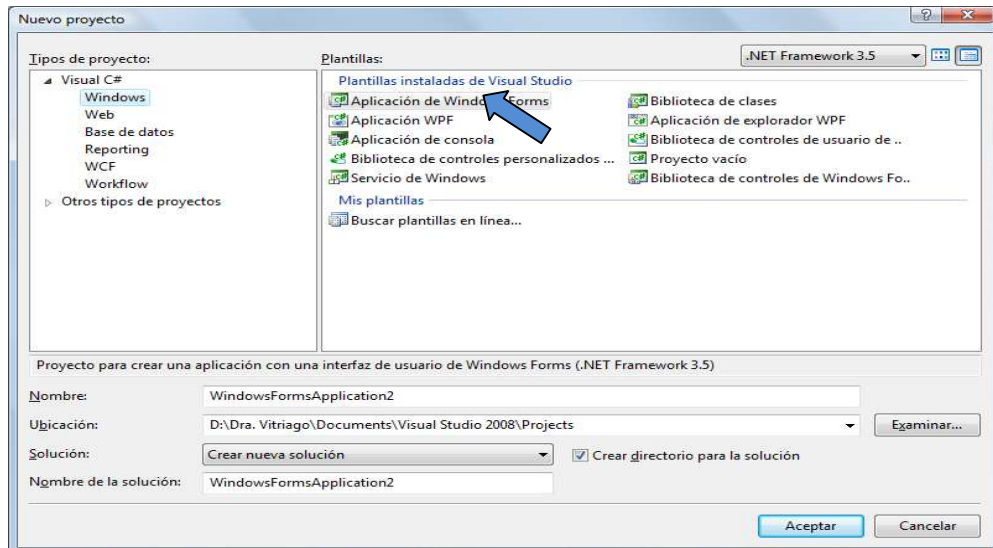 Nuevo proyecto
Tipos de proyecto:
Plantillas:
.NET Framework 3.5
Visual C#
Windows
Web
Base de datos
Reporting
WCF
Workflow
Otros tipos de proyectos
Plantillas instaladas de Visual Studio
Aplicación de Windows Forms
Biblioteca de clases
Aplicación WPF
Aplicación de explorador WPF
Aplicación de consola
Biblioteca de controles de usuario de ..
Biblioteca de controles personalizados ...
Proyecto vacío
Servicio de Windows
Biblioteca de controles de Windows Fo..
Mis plantillas
Buscar plantillas en línea...
Proyecto para crear una aplicación con una interfaz de usuario de Windows Forms (.NET Framework 3.5)
Nombre: WindowsFormsApplication2
Ubicación: D:\Dra. Vitriago\Documents\Visual Studio 2008\Projects Examinar...
Solución: Crear nueva solución Crear directorio para la solución
Nombre de la solución: WindowsFormsApplication2
Aceptar Cancelar